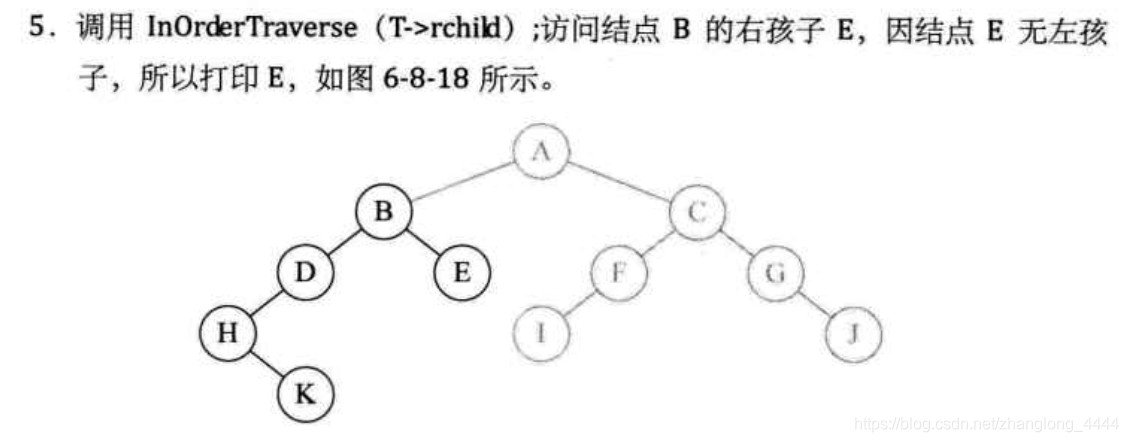 5. 调用 InOrderTraverse（T->rchild）;访问结点 B 的右孩子 E，因结点 E 无左孩
子，所以打印 E，如图 6-8-18 所示。
A
B
C
D
E
F
G
H
I
J
K
https://blog.csdn.net/zhanglong_4444